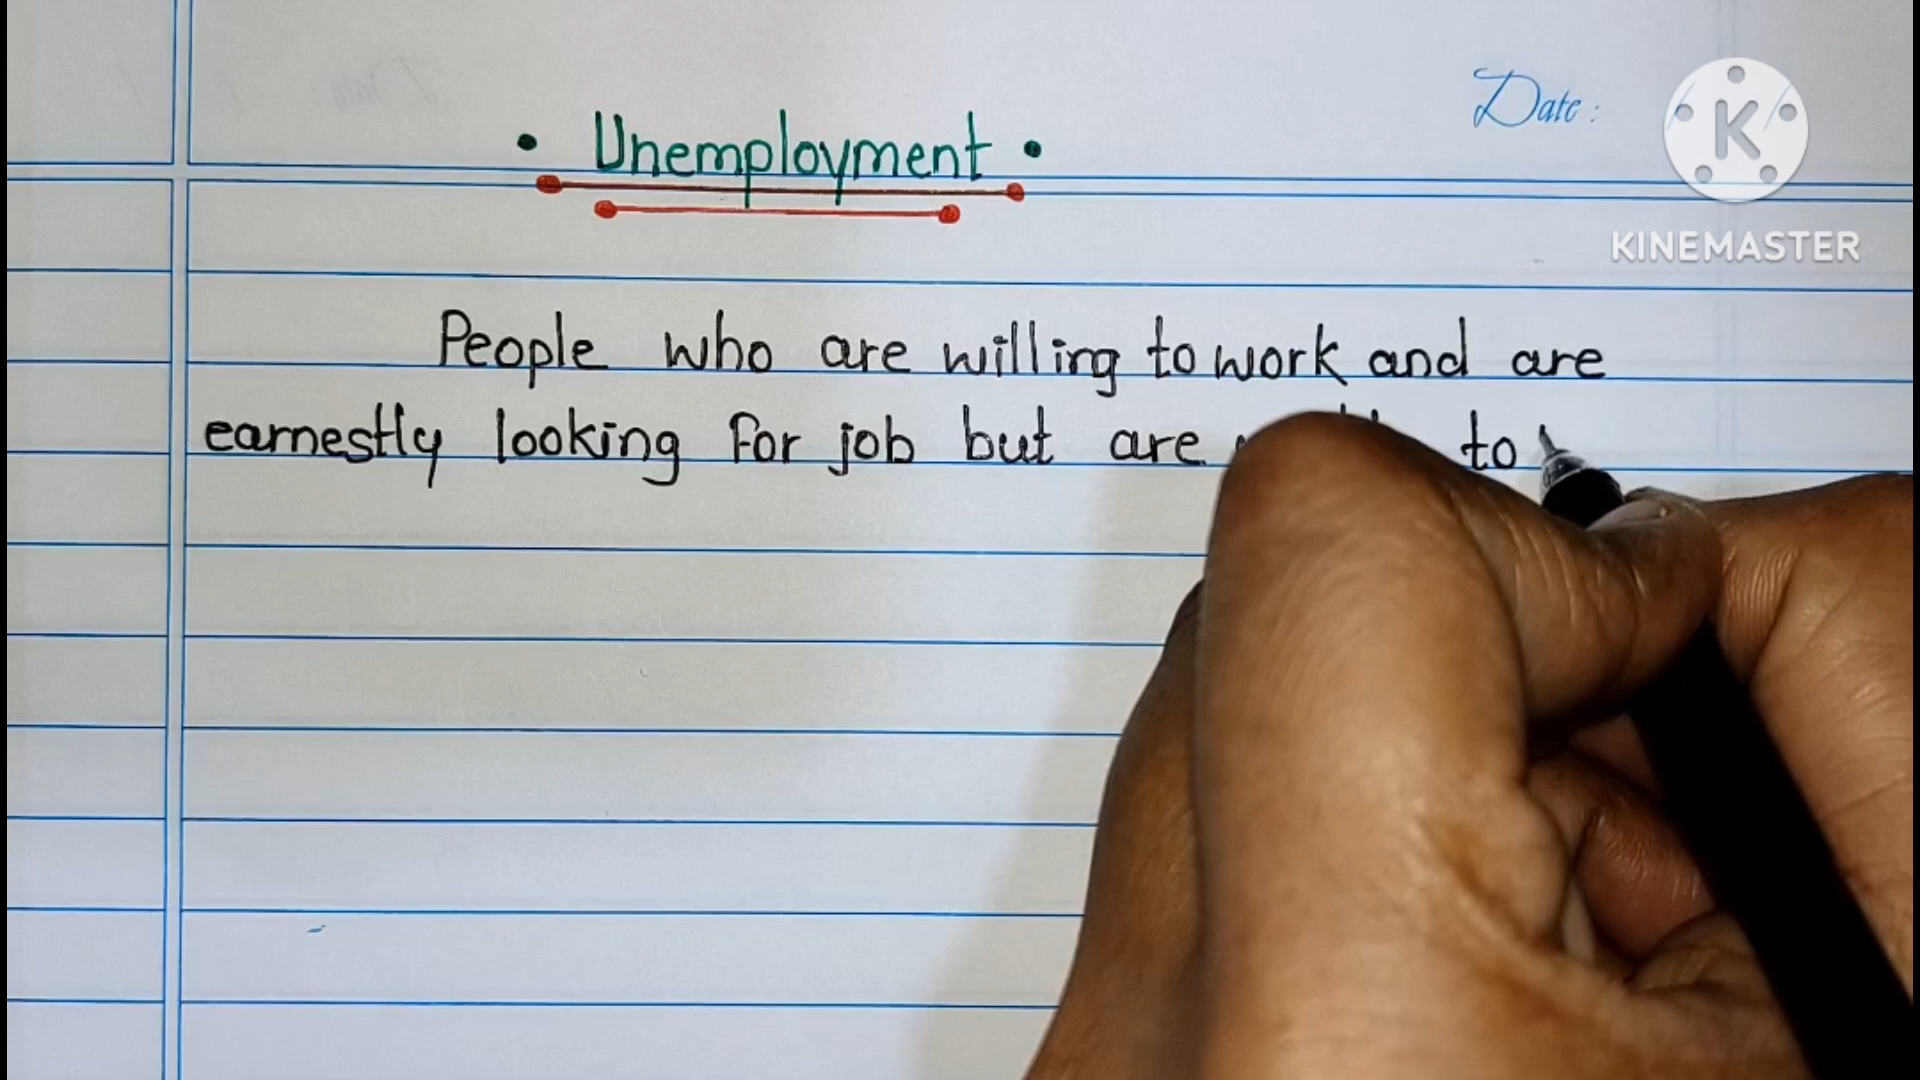 Date :
• Unemployment •
KINEMASTER
People who are willing to work and are
earnestly looking for job but are to